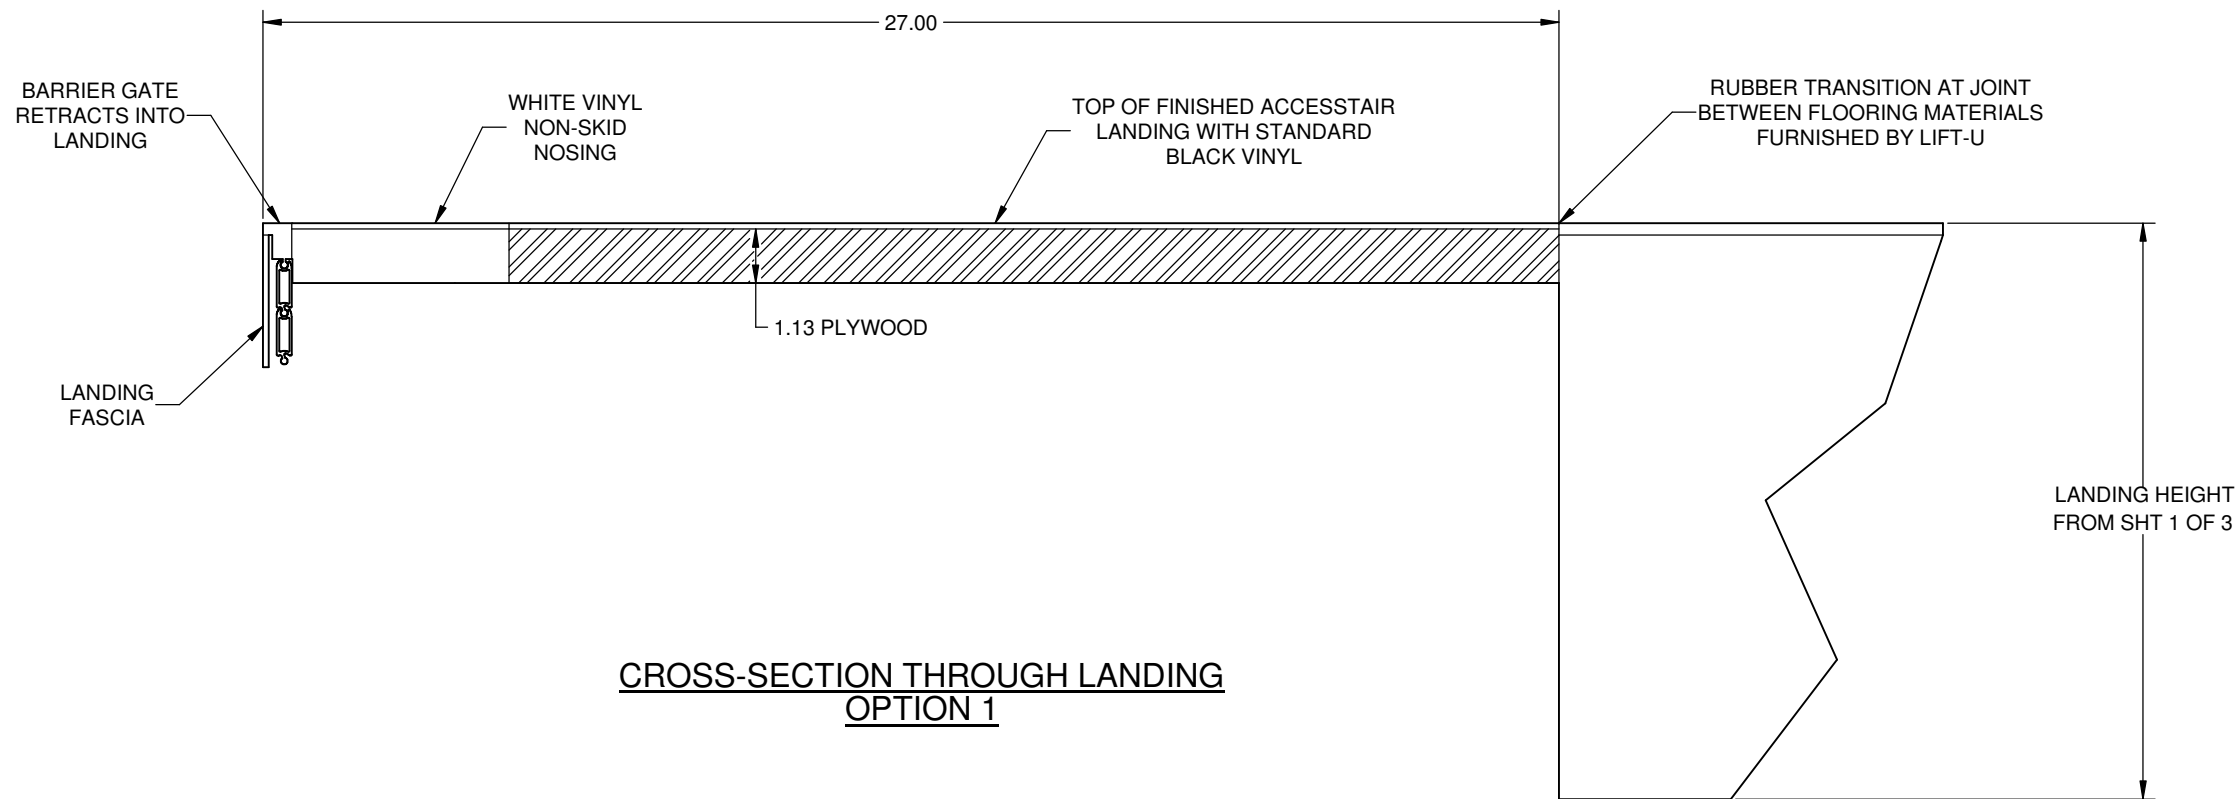 27.00
BARRIER GATE
RETRACTS INTO
LANDING
WHITE VINYL
NON-SKID
NOSING
TOP OF FINISHED ACCESSTAIR
LANDING WITH STANDARD
BLACK VINYL
RUBBER TRANSITION AT JOINT
BETWEEN FLOORING MATERIALS
FURNISHED BY LIFT-U
1.13 PLYWOOD
LANDING
FASCIA
LANDING HEIGHT
FROM SHT 1 OF 3
CROSS-SECTION THROUGH LANDING
OPTION 1